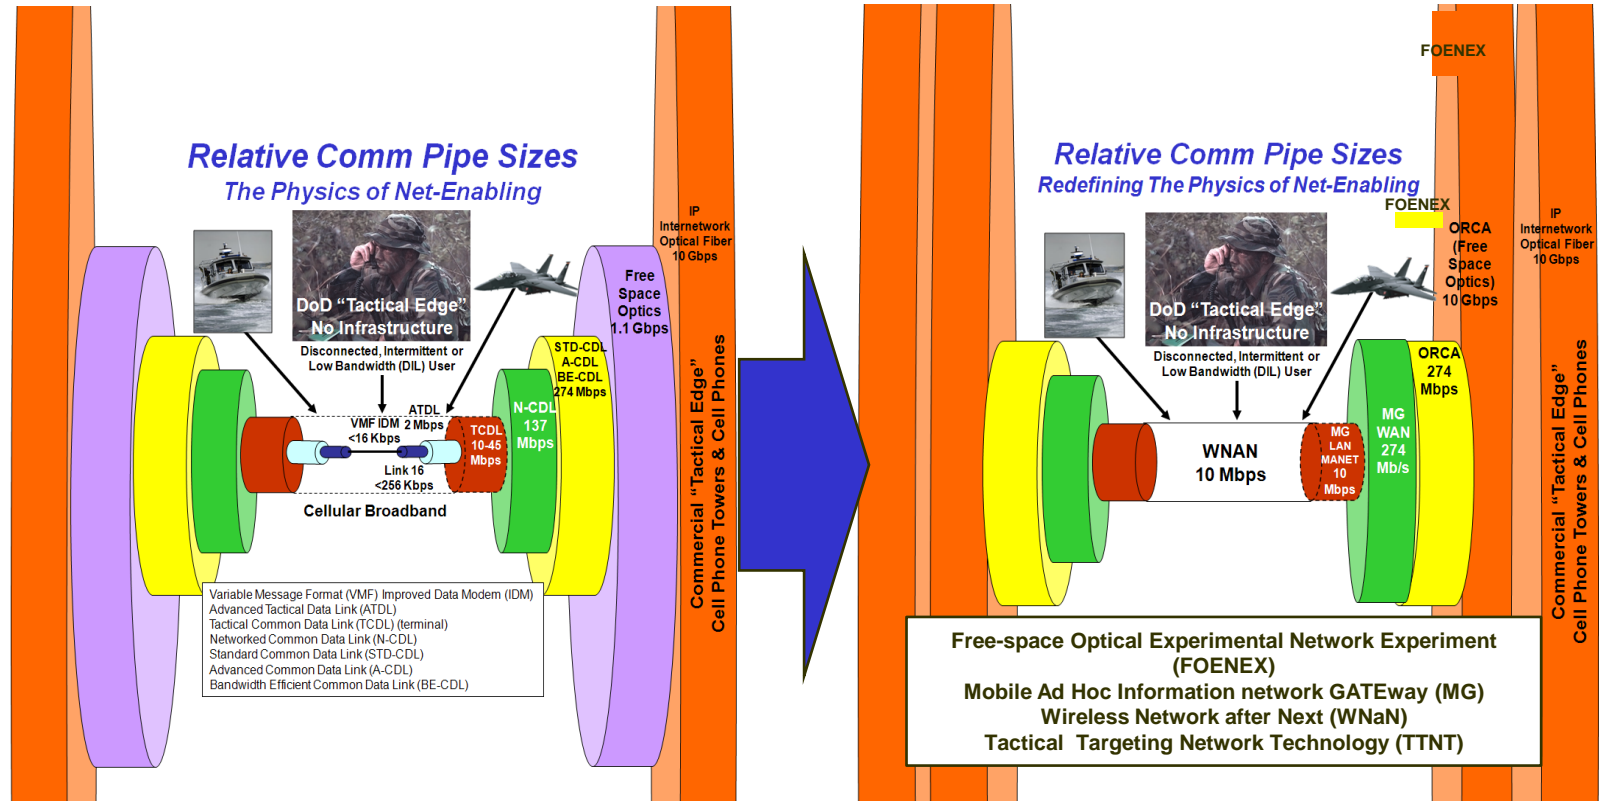 Relative Comm Pipe Sizes
The Physics of Net-Enabling
DoD “Tactical Edge”
No Infrastructure
Disconnected, Intermittent or
Low Bandwidth (DIL) User
ATDL
2 Mbps
VMF IDM
<16 Kbps
Link 16
<256 Kbps
Cellular Broadband
TCDL
10-45
Mbps
N-CDL
137
Mbps
STD-CDL
A-CDL
BE-CDL
274 Mbps
Free
Space
Optics
1.1 Gbps
IP
Internetwork
Optical Fiber
10 Gbps
Commercial “Tactical Edge”
Cell Phone Towers & Cell Phones
Variable Message Format (VMF) Improved Data Modem (IDM)
Advanced Tactical Data Link (ATDL)
Tactical Common Data Link (TCDL) (terminal)
Networked Common Data Link (N-CDL)
Standard Common Data Link (STD-CDL)
Advanced Common Data Link (A-CDL)
Bandwidth Efficient Common Data Link (BE-CDL)
FOENEX
Relative Comm Pipe Sizes
Redefining The Physics of Net-Enabling
FOENEX
DoD “Tactical Edge”
No Infrastructure
Disconnected, Intermittent or
Low Bandwidth (DIL) User
WNAN
10 Mbps
MG
LAN
MANET
10
Mbps
MG
WAN
274
Mb/s
ORCA
274
Mbps
ORCA
(Free
Space
Optics)
10 Gbps
IP
Internetwork
Optical Fiber
10 Gbps
Commercial “Tactical Edge”
Cell Phone Towers & Cell Phones
Free-space Optical Experimental Network Experiment
(FOENEX)
Mobile Ad Hoc Information network GATEway (MG)
Wireless Network after Next (WNaN)
Tactical Targeting Network Technology (TTNT)